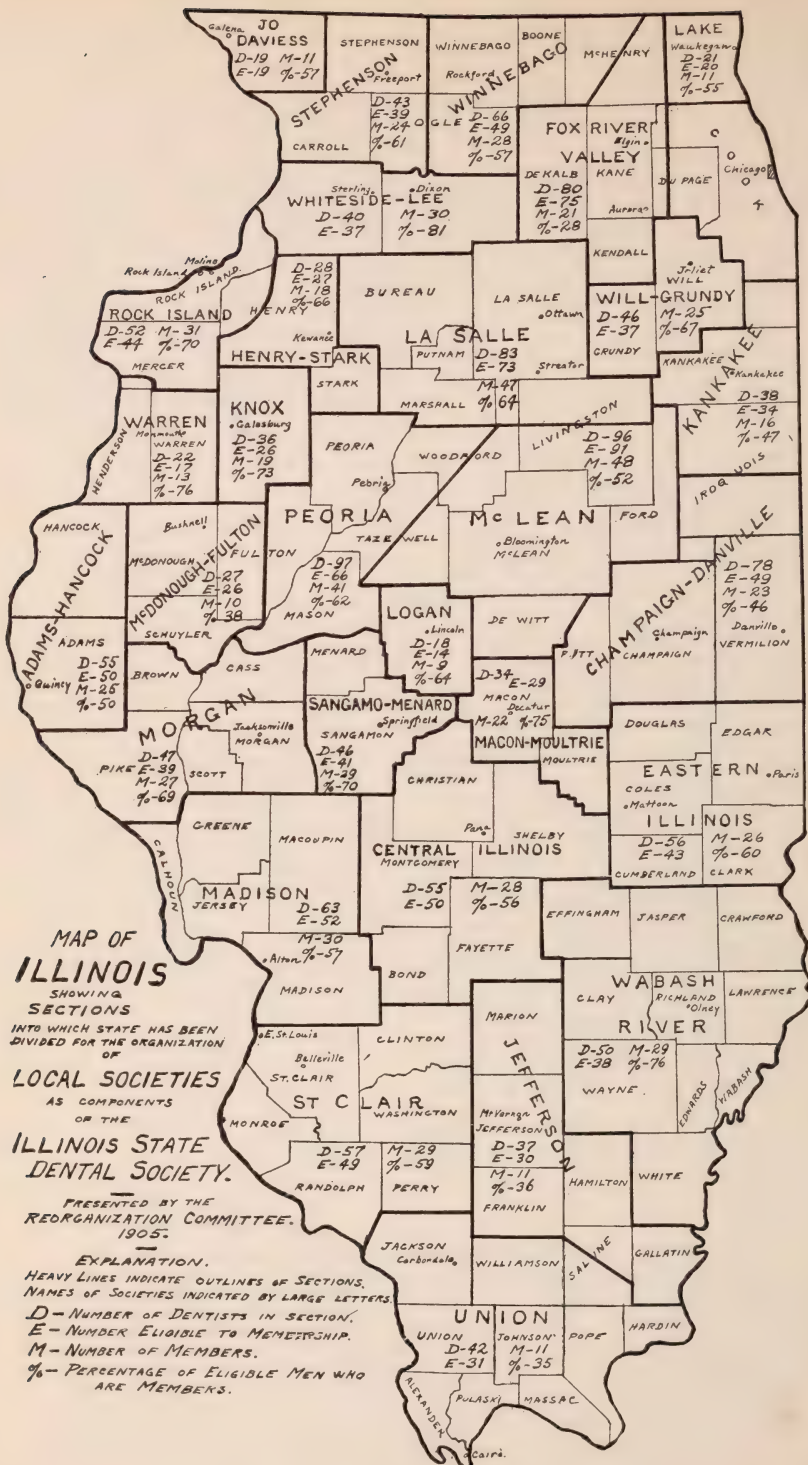 Galena
JO
DAVIESS
D-19 M-11
E-19 %-57
STEPHENSON
Freeport
STEPHENSON
D-43
E-39
M-24
%-61
CARROLL
WINNEBAGO
Rockford
BOONE
WINNEBAGO
OGLE
D-66
E-49
M-28
%-57
McHENRY
LAKE
Waukegan
D-21
E-20
M-11
%-55
FOX RIVER
Elgin
VALLEY
DE KALB
KANE
D-80
E-75
M-21
%-28
Aurora
KENDALL
DU PAGE
Chicago
Sterling
Dixon
WHITESIDE-LEE
D-40 M-30
E-37 %-81
Moline
Rock Island
ROCK ISLAND
ROCK ISLAND
D-52 M-31
E-44 %-70
MERCER
D-28
E-27
M-18
%-66
HENRY
Kewanee
HENRY-STARK
STARK
BUREAU
LA SALLE
Ottawa
LA SALLE
PUTNAM
D-83
E-73
Streator
MARSHALL
M-47
%-64
Joliet
WILL
WILL-GRUNDY
D-46 M-25
E-37 %-67
GRUNDY
KANKAKEE
Kankakee
KANKAKEE
D-38
E-34
M-16
%-47
IROQUOIS
HENDERSON
WARREN
Monmouth
WARREN
D-22
E-17
M-13
%-76
KNOX
Galesburg
D-36
E-26
M-19
%-73
PEORIA
Pebria
PEORIA
WOODFORD
TAZEWELL
D-97
E-66
M-41
%-62
MASON
LIVINGSTON
D-96
E-91
M-48
%-52
McLEAN
Bloomington
McLEAN
FORD
HANCOCK
ADAMS-HANCOCK
ADAMS
Quincy
D-55
E-50
M-25
%-50
Bushnell
McDONOUGH
FULTON
McDONOUGH-FULTON
D-27
E-26
M-10
%-38
SCHUYLER
LOGAN
Lincoln
D-18
E-14
M-9
%-64
DE WITT
D-34 E-29
MACON
Decatur
M-22 %-75
MACON-MOULTRIE
MOULTRIE
PIATT
CHAMPAIGN-DANVILLE
Champaign
CHAMPAIGN
D-78
E-49
M-23
%-46
Danville
VERMILION
BROWN
CASS
MORGAN
Jacksonville
MORGAN
PIKE
D-47
E-39
M-27
%-69
SCOTT
MENARD
SANGAMO-MENARD
Springfield
SANGAMON
D-46
E-41
M-29
%-70
DOUGLAS
EDGAR
EASTERN
Paris
COLES
Mattoon
ILLINOIS
D-56 M-26
E-43 %-60
CUMBERLAND
CLARK
CALHOUN
GREENE
MACOUPIN
MADISON
JERSEY
D-63
E-52
M-30
%-57
Alton
MADISON
CHRISTIAN
Pana
SHELBY
CENTRAL ILLINOIS
MONTGOMERY
D-55 M-28
E-50 %-56
FAYETTE
BOND
EFFINGHAM
JASPER
CRAWFORD
WABASH
CLAY
RICHLAND
Olney
LAWRENCE
RIVER
D-50 M-29
E-38 %-76
WAYNE
EDWARDS
WABASH
E. St. Louis
CLINTON
Belleville
ST. CLAIR
ST CLAIR
WASHINGTON
MONROE
D-57 M-29
E-49 %-59
RANDOLPH
PERRY
MARION
JEFFERSON
Mt Vernon
JEFFERSON
D-37
E-30
M-11
%-36
FRANKLIN
HAMILTON
WHITE
JACKSON
Carbondale
WILLIAMSON
SALINE
GALLATIN
UNION
UNION
JOHNSON
POPE
HARDIN
D-42 M-11
E-31 %-35
ALEXANDER
PULASKI
MASSAC
Cairo
MAP OF
ILLINOIS
SHOWING
SECTIONS
INTO WHICH STATE HAS BEEN
DIVIDED FOR THE ORGANIZATION
OF
LOCAL SOCIETIES
AS COMPONENTS
OF THE
ILLINOIS STATE
DENTAL SOCIETY.
PRESENTED BY THE
REORGANIZATION COMMITTEE.
1905.
EXPLANATION.
HEAVY LINES INDICATE OUTLINES OF SECTIONS.
NAMES OF SOCIETIES INDICATED BY LARGE LETTERS.
D - NUMBER OF DENTISTS IN SECTION.
E - NUMBER ELIGIBLE TO MEMBERSHIP.
M - NUMBER OF MEMBERS.
% - PERCENTAGE OF ELIGIBLE MEN WHO
ARE MEMBERS.